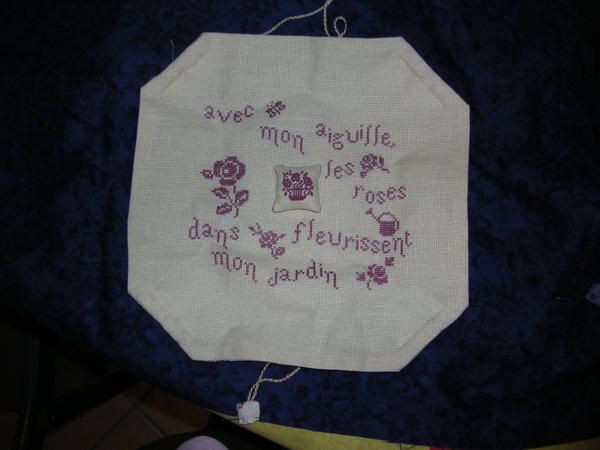 avec
mon aiguille
les
roses
dans fleurissent
mon jardin